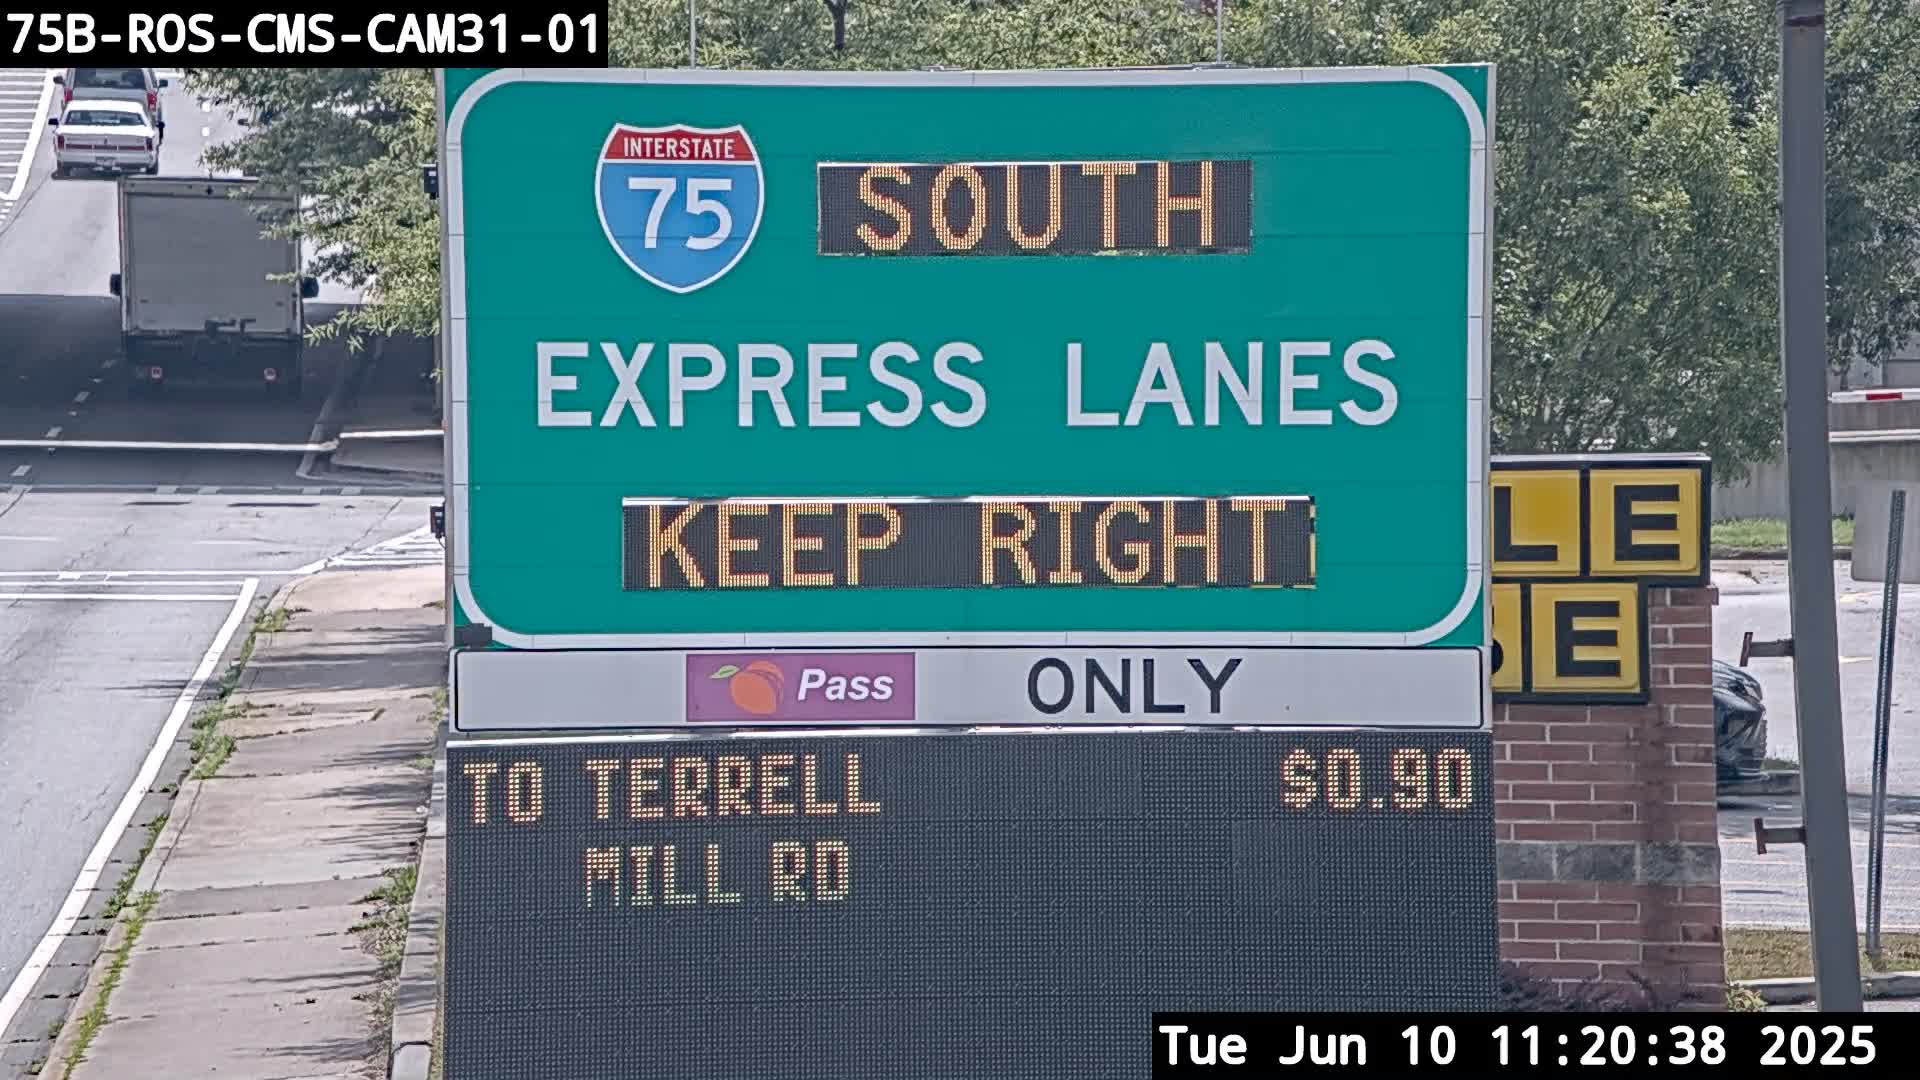 75B-ROS-CMS-CAM31-01
INTERSTATE
75
SOUTH
EXPRESS LANES
KEEP RIGHT
Pass ONLY
TO TERRELL $0.90
MILL RD
LE
E
Tue Jun 10 11:20:38 2025